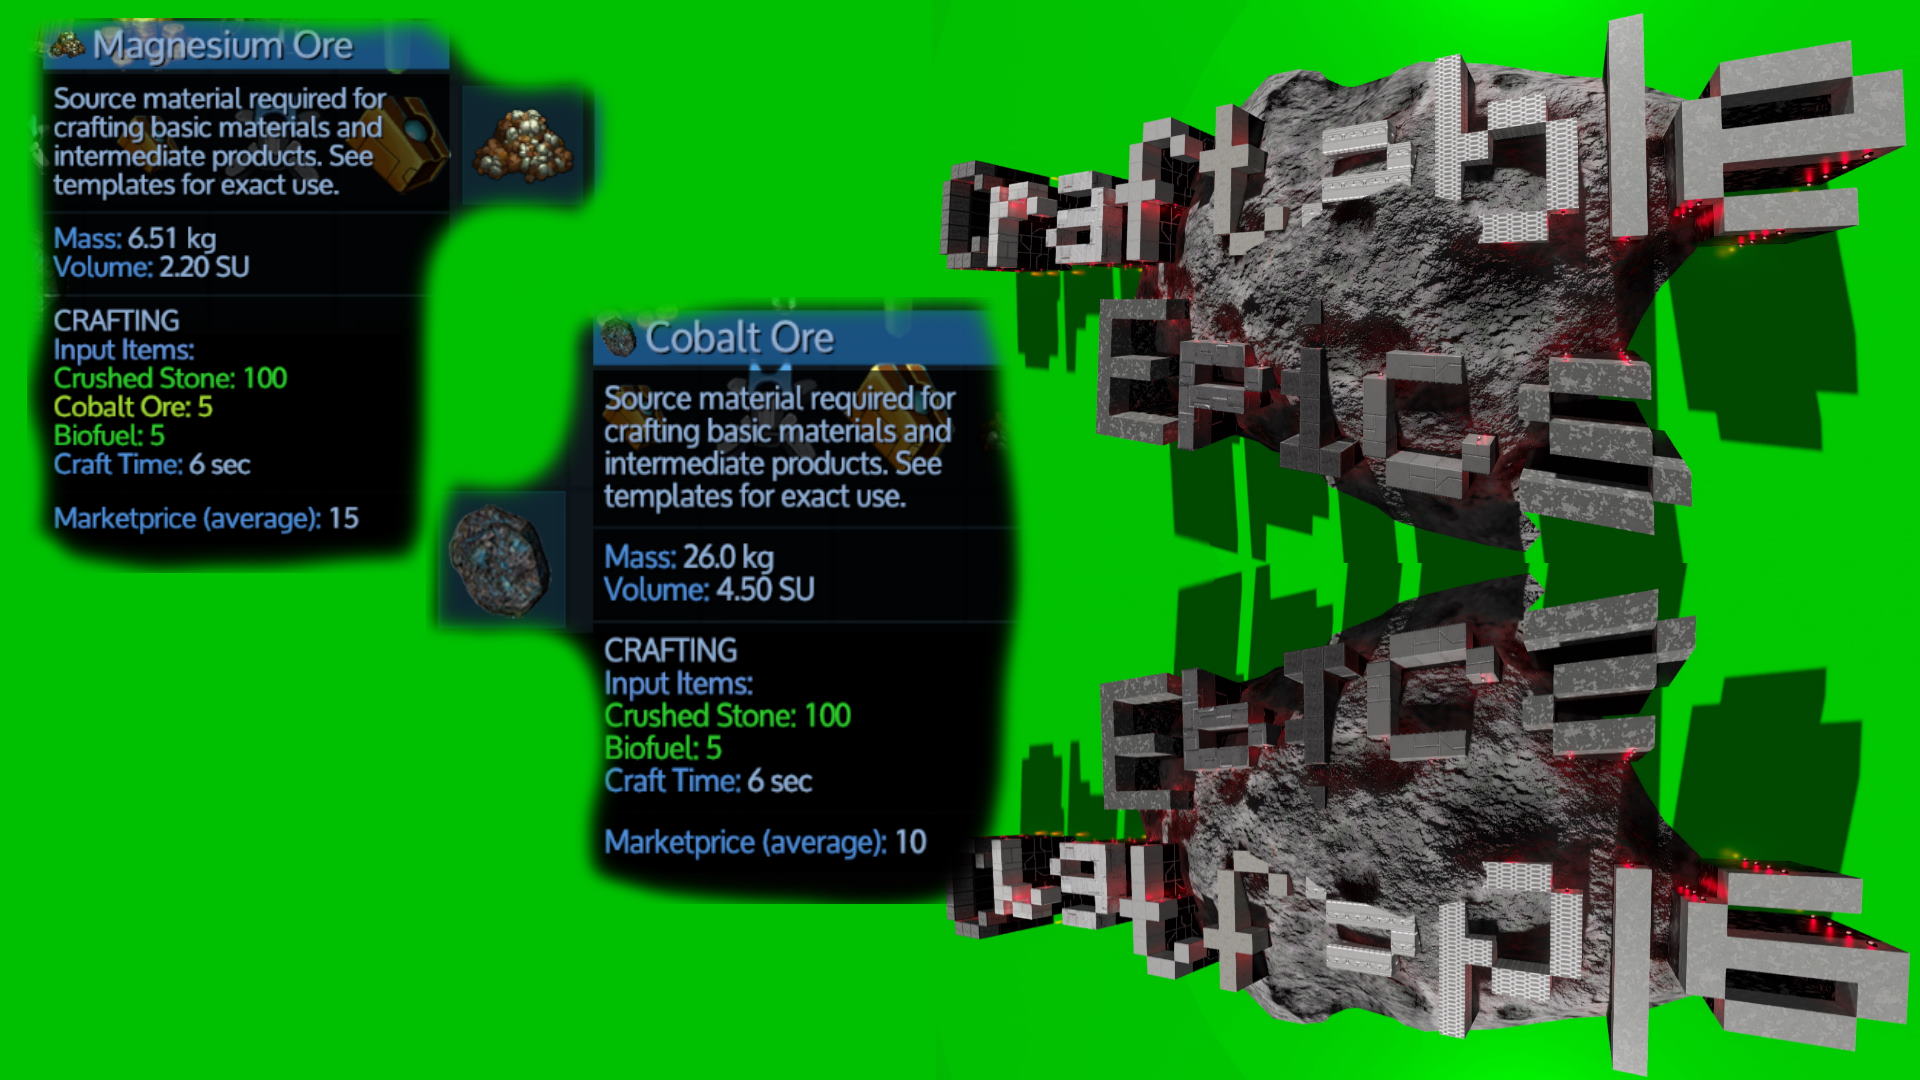 Magnesium Ore
Source material required for
crafting basic materials and
intermediate products. See
templates for exact use.
Mass: 6.51 kg
Volume: 2.20 SU
CRAFTING
Input Items:
Crushed Stone: 100
Cobalt Ore: 5
Biofuel: 5
Craft Time: 6 sec
Marketprice (average): 15
Cobalt Ore
Source material required for
crafting basic materials and
intermediate products. See
templates for exact use.
Mass: 26.0 kg
Volume: 4.50 SU
CRAFTING
Input Items:
Crushed Stone: 100
Biofuel: 5
Craft Time: 6 sec
Marketprice (average): 10
Craftable